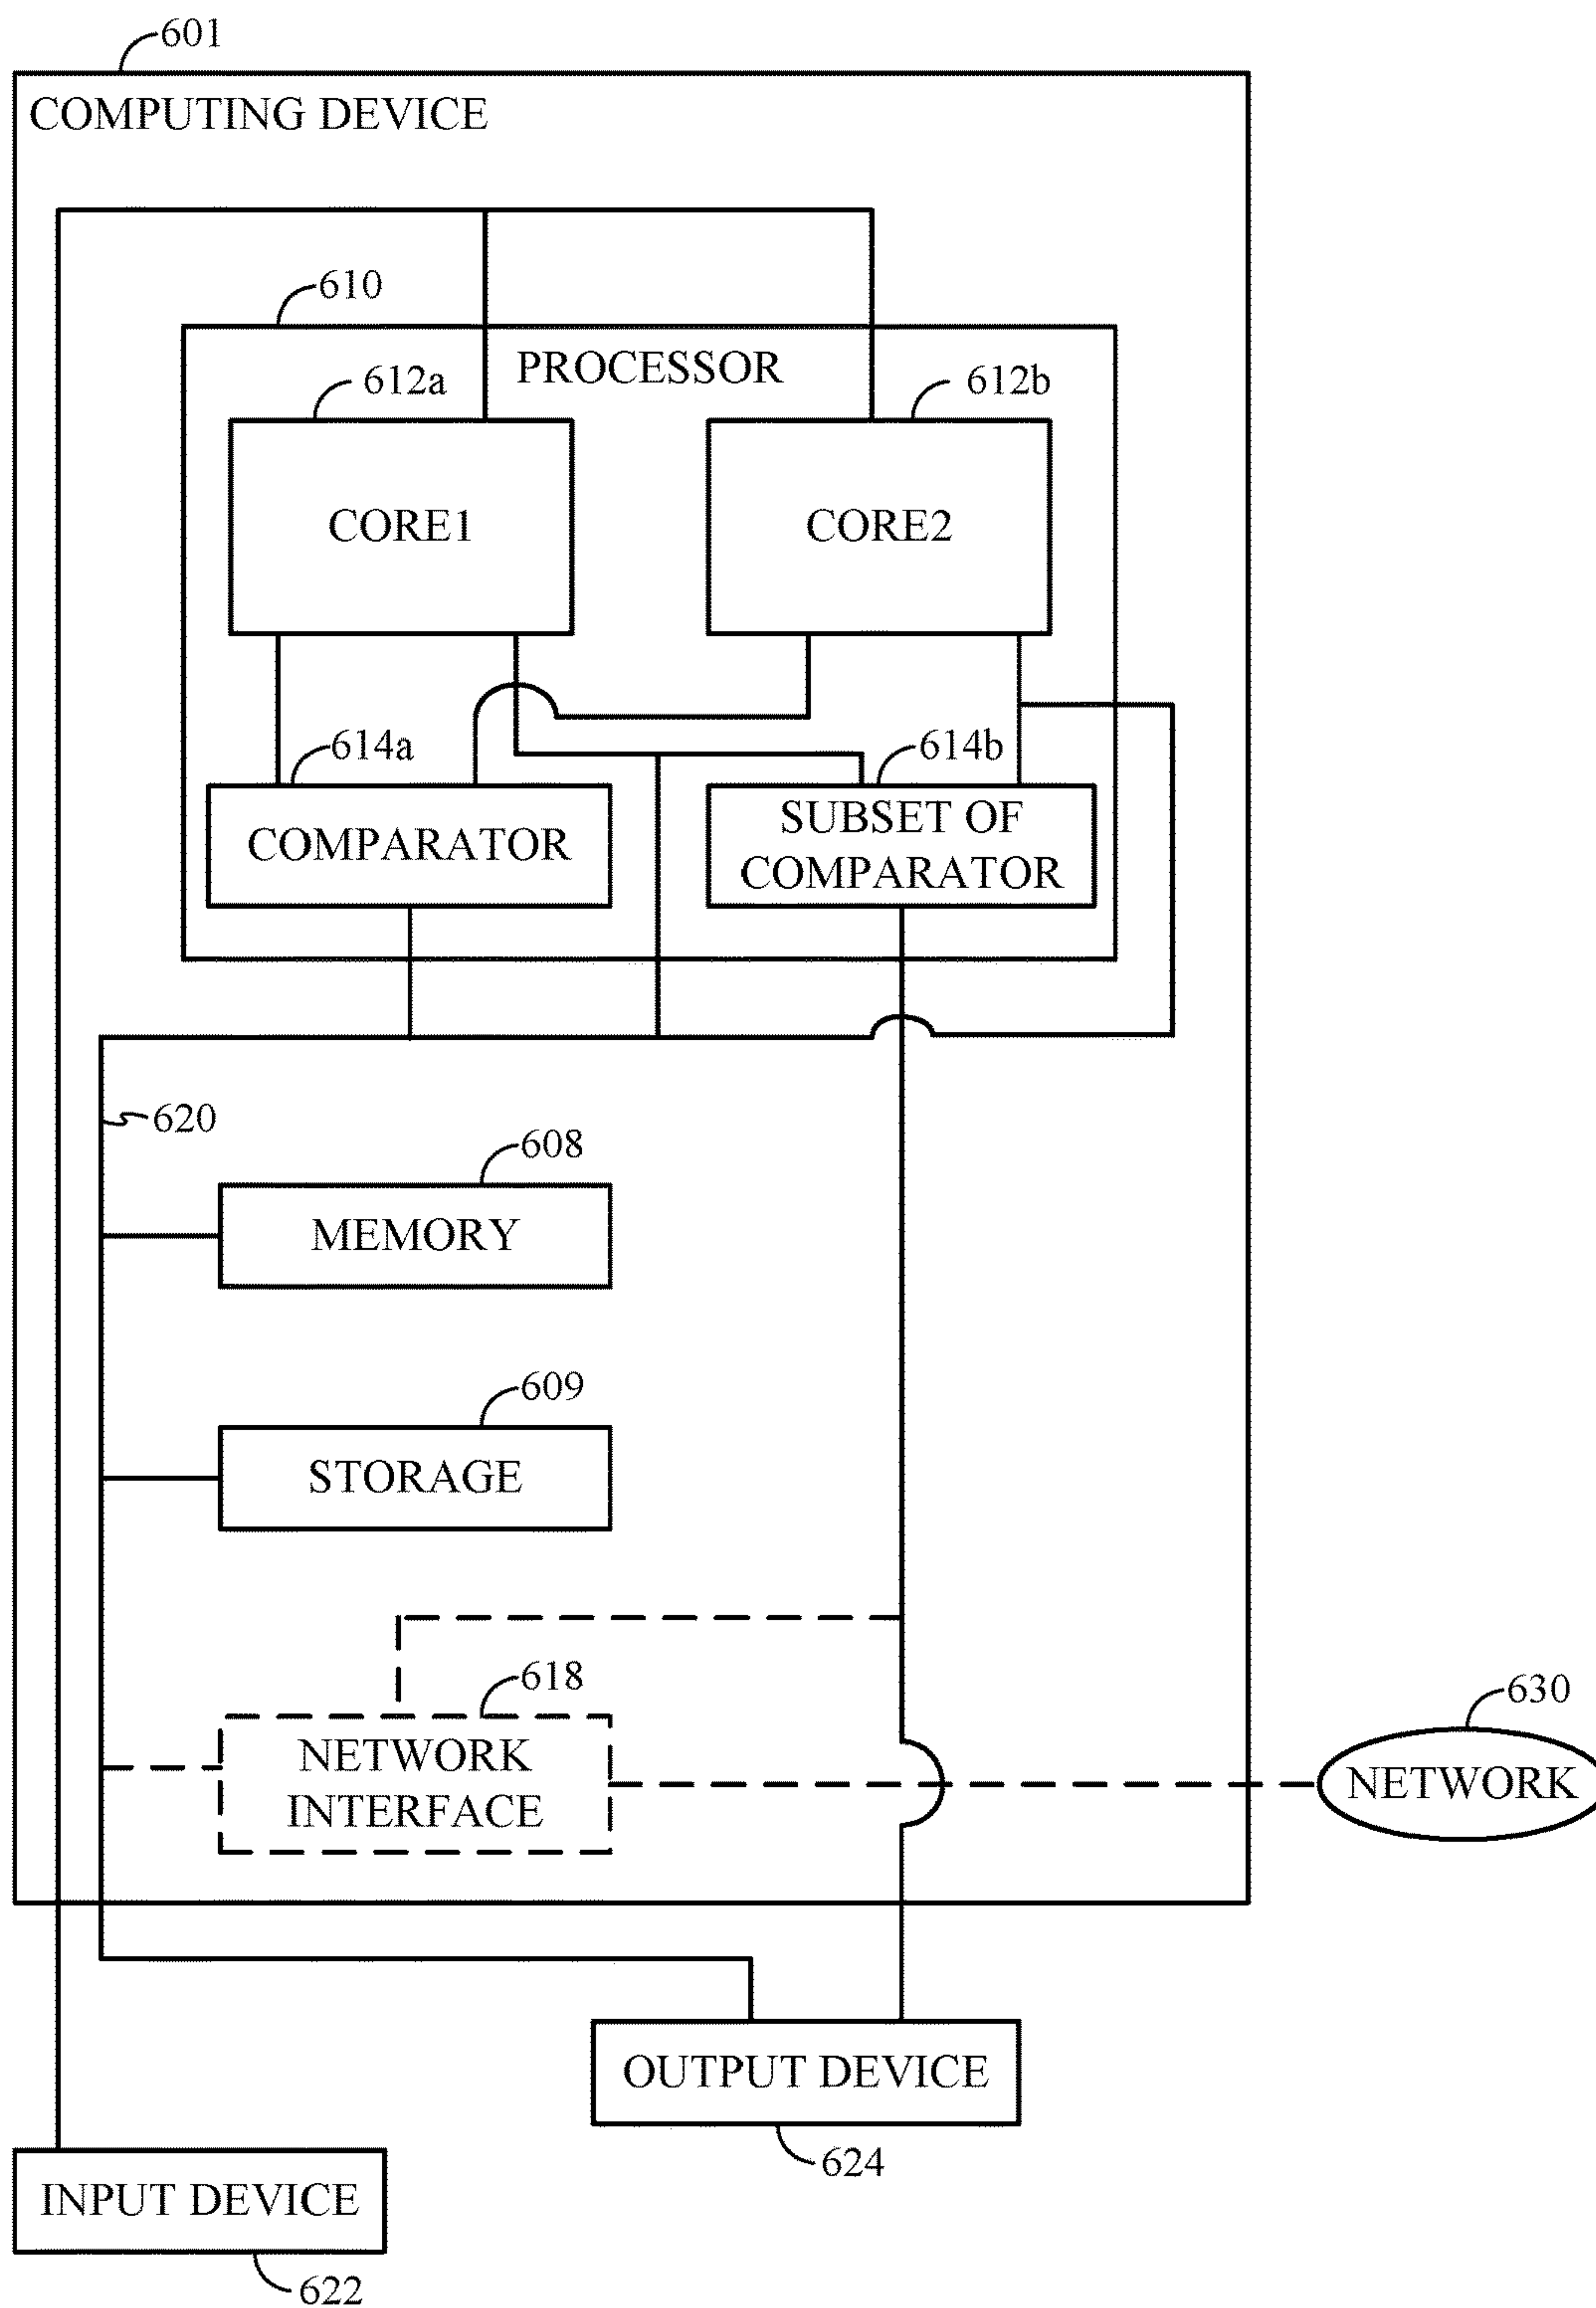 601
COMPUTING DEVICE
610
PROCESSOR
612a
612b
CORE1
CORE2
614a
614b
COMPARATOR
SUBSET OF
COMPARATOR
620
608
MEMORY
609
STORAGE
618
NETWORK
INTERFACE
630
NETWORK
OUTPUT DEVICE
624
INPUT DEVICE
622